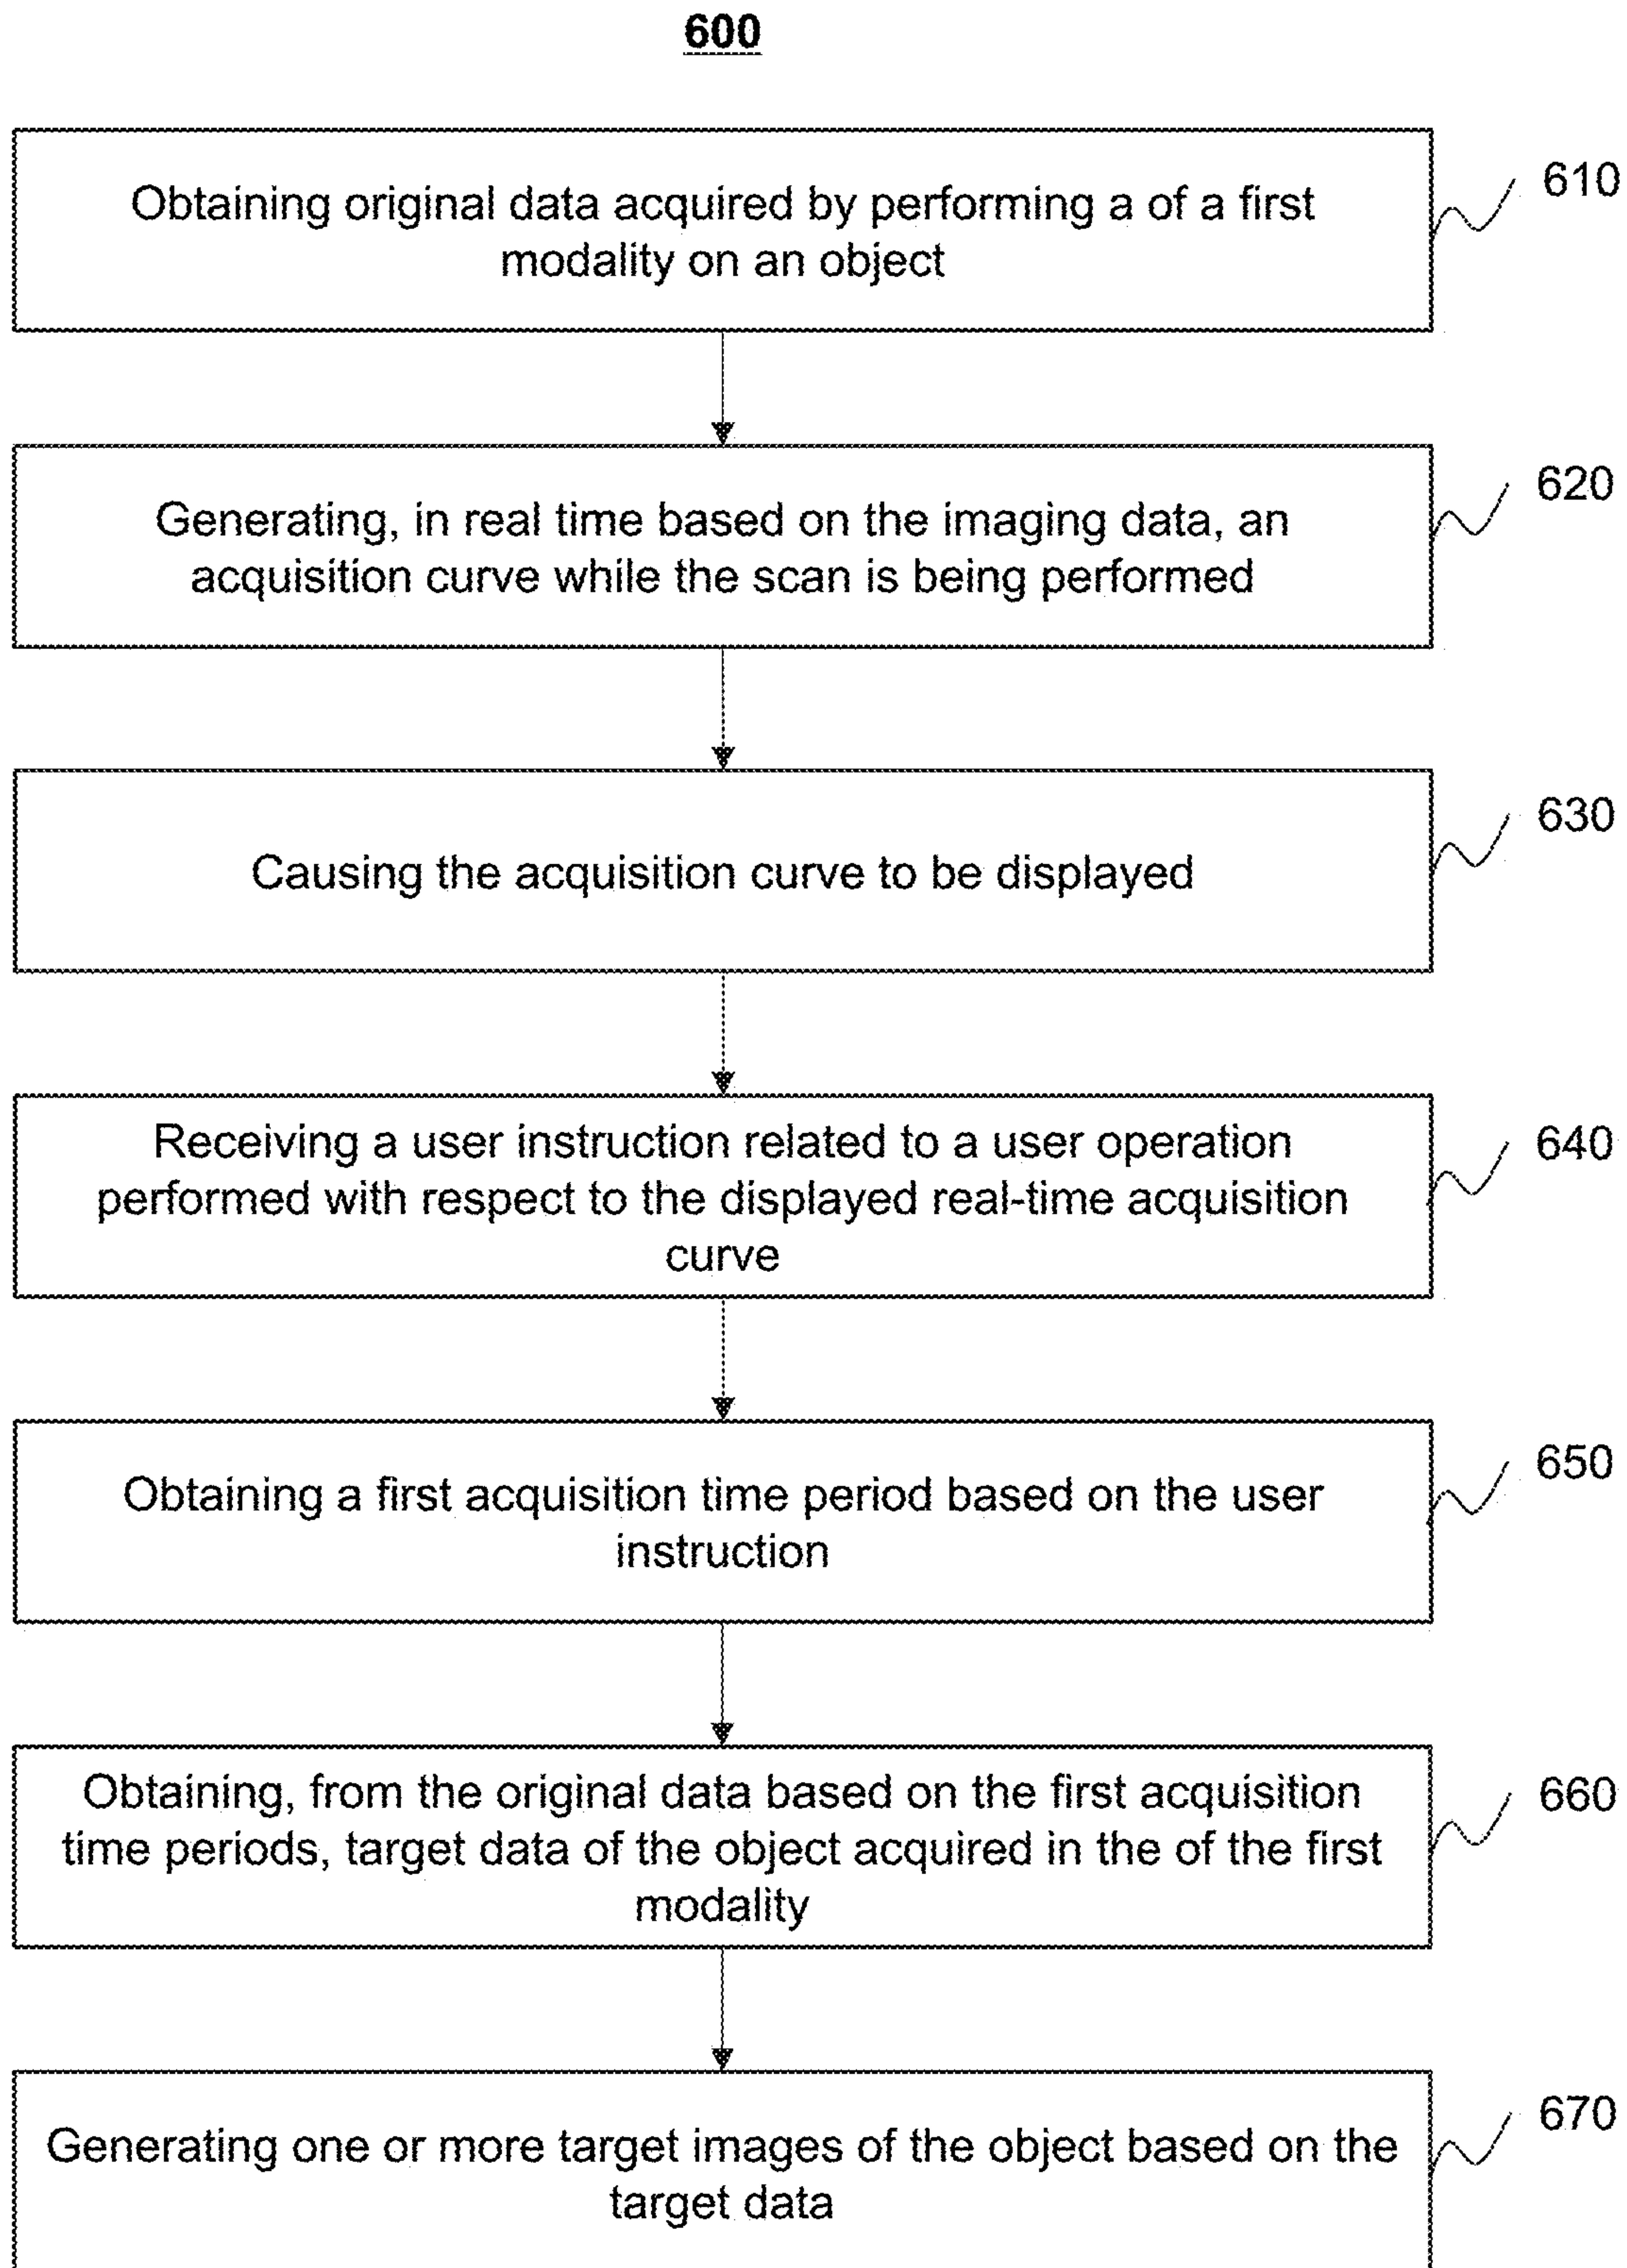 600
Obtaining original data acquired by performing a of a first
modality on an object
610
Generating, in real time based on the imaging data, an
acquisition curve while the scan is being performed
620
Causing the acquisition curve to be displayed
630
Receiving a user instruction related to a user operation
performed with respect to the displayed real-time acquisition
curve
640
Obtaining a first acquisition time period based on the user
instruction
650
Obtaining, from the original data based on the first acquisition
time periods, target data of the object acquired in the of the first
modality
660
Generating one or more target images of the object based on the
target data
670